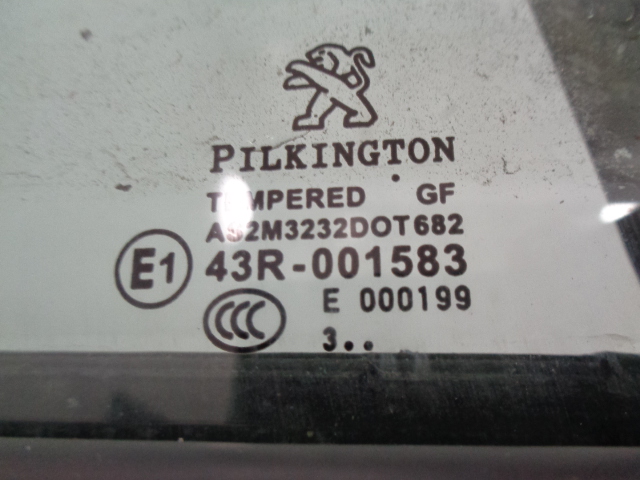 PILKINGTON
TEMPERED GF
AS2M3232DOT682
E1 43R-001583
CCC E 000199
3..